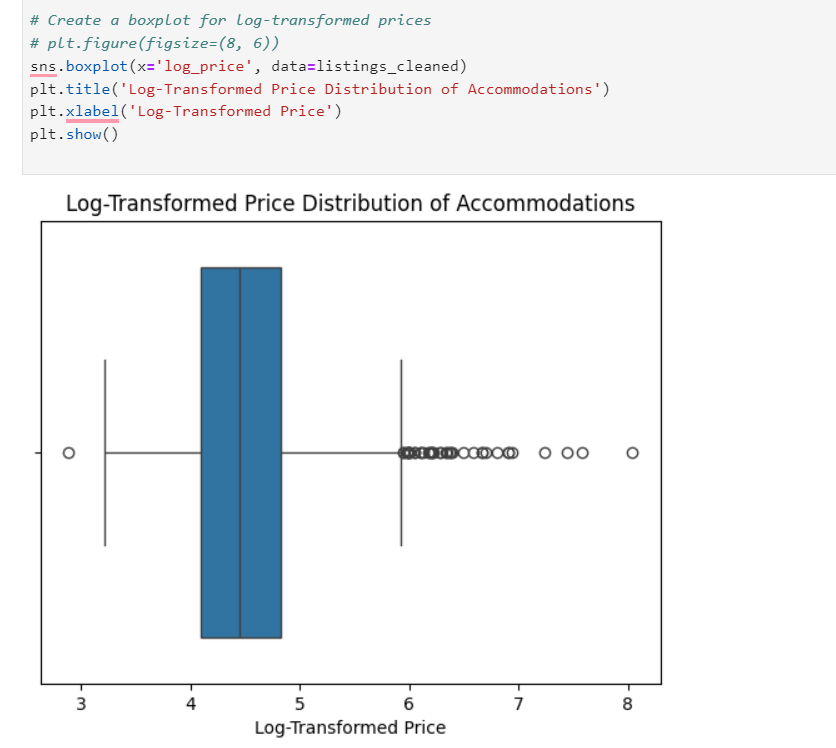 # Create a boxplot for log-transformed prices
# plt.figure(figsize=(8, 6))
sns.boxplot(x='log_price', data=listings_cleaned)
plt.title('Log-Transformed Price Distribution of Accommodations')
plt.xlabel('Log-Transformed Price')
plt.show()
Log-Transformed Price Distribution of Accommodations
3 4 5 6 7 8
Log-Transformed Price